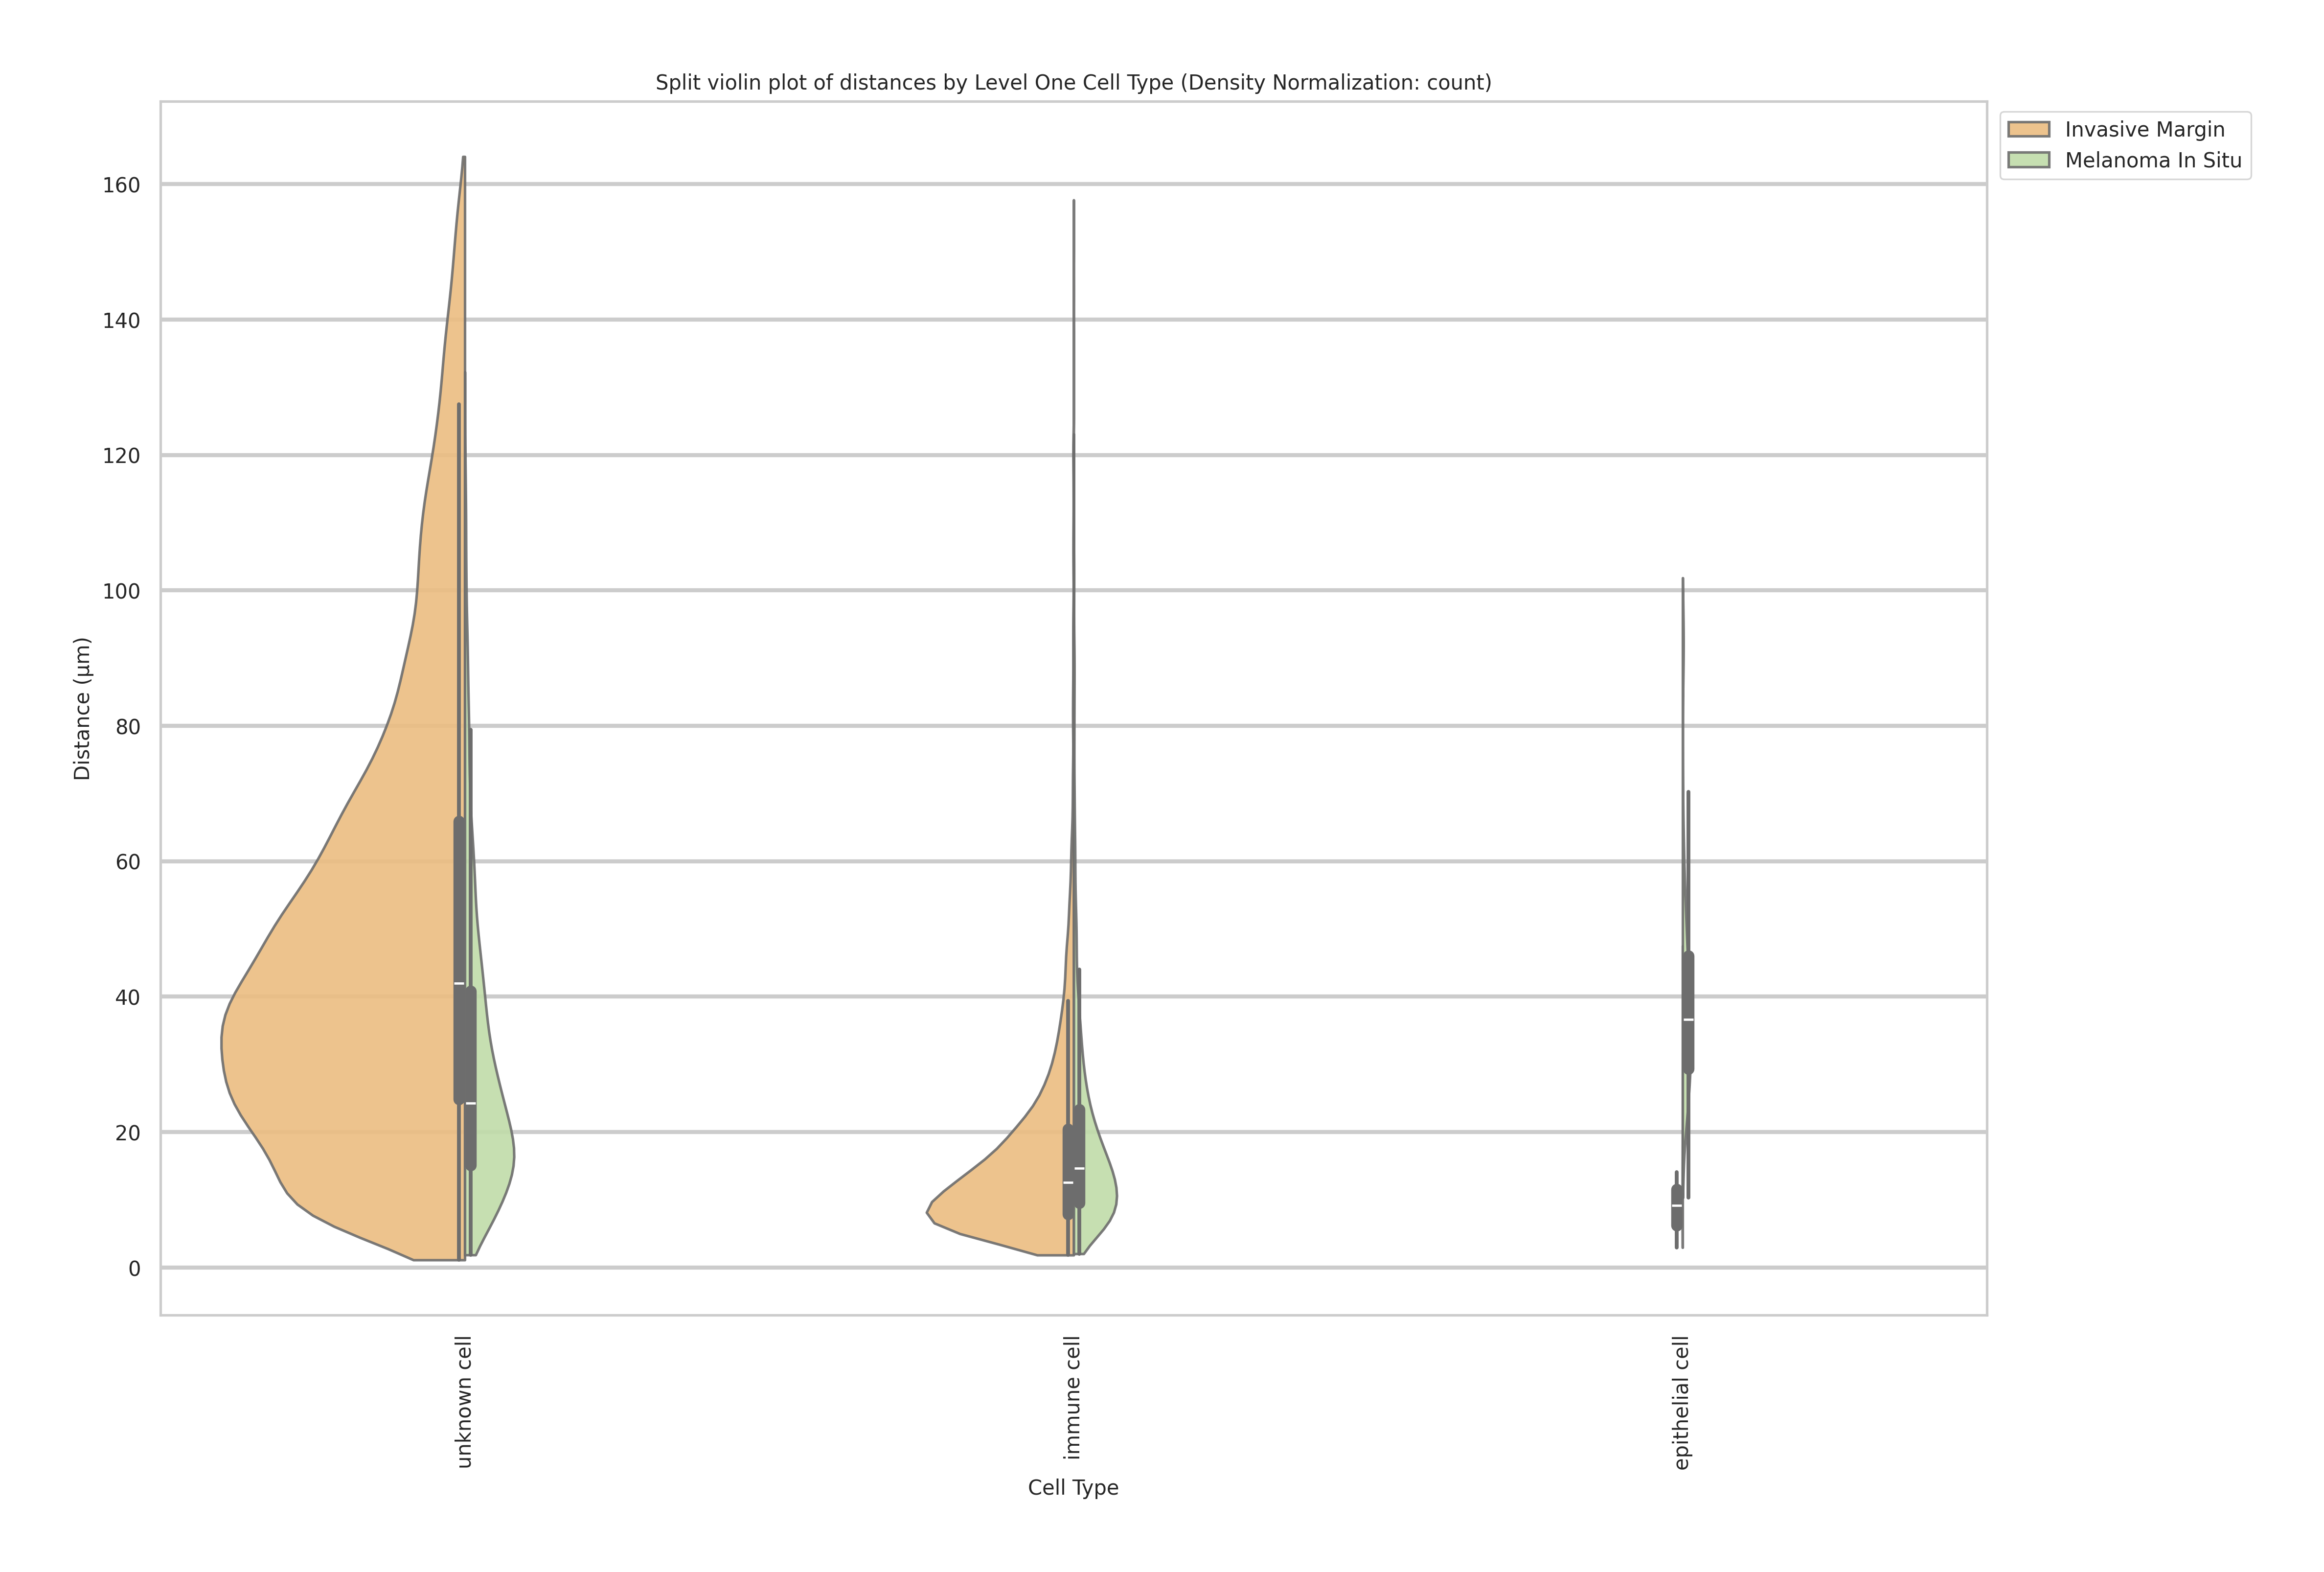 Split violin plot of distances by Level One Cell Type (Density Normalization: count)
Invasive Margin
Melanoma In Situ
160
140
120
100
80
60
40
20
0
Distance (μm)
unknown cell
immune cell
epithelial cell
Cell Type